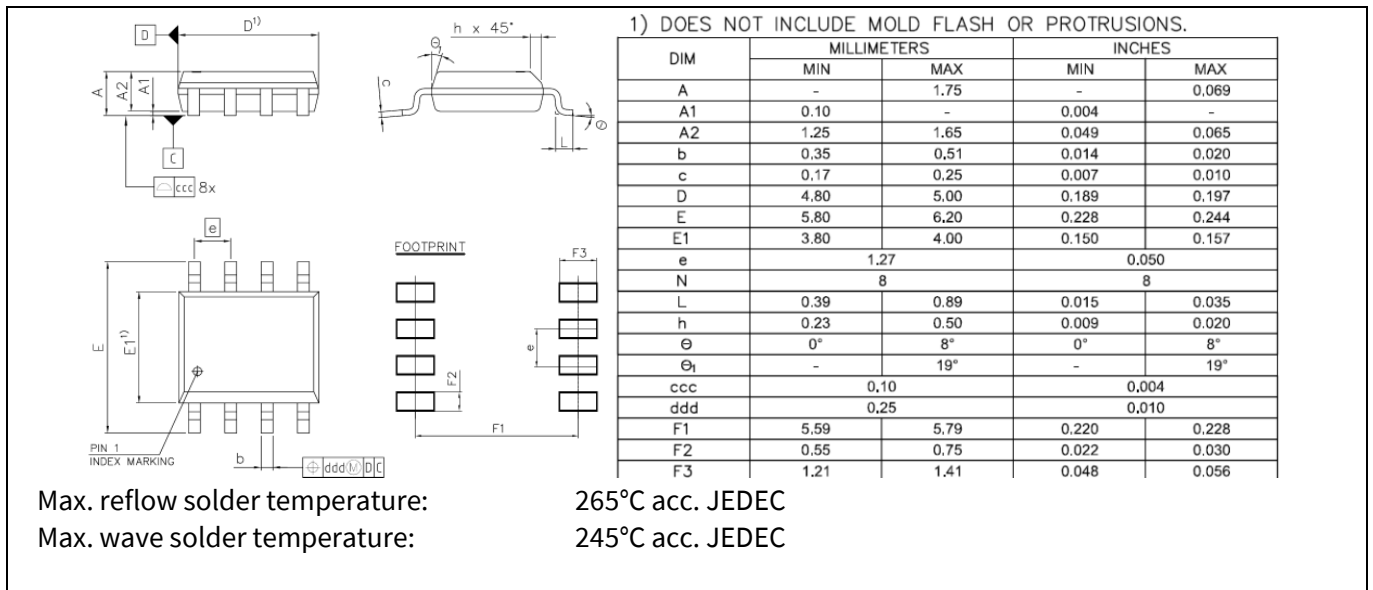 D
D1)
A
A2
A1
C
ccc 8x
h x 45°
Θ1
c
L
Θ
e
E
E1 1)
PIN 1
INDEX MARKING
b
ddd M D C
FOOTPRINT
F3
e
F2
F1
1) DOES NOT INCLUDE MOLD FLASH OR PROTRUSIONS.
DIM MILLIMETERS INCHES
MIN MAX MIN MAX
A - 1.75 - 0.069
A1 0.10 - 0.004 -
A2 1.25 1.65 0.049 0.065
b 0.35 0.51 0.014 0.020
c 0.17 0.25 0.007 0.010
D 4.80 5.00 0.189 0.197
E 5.80 6.20 0.228 0.244
E1 3.80 4.00 0.150 0.157
e 1.27 0.050
N 8 8
L 0.39 0.89 0.015 0.035
h 0.23 0.50 0.009 0.020
Θ 0° 8° 0° 8°
Θ1 - 19° - 19°
ccc 0.10 0.004
ddd 0.25 0.010
F1 5.59 5.79 0.220 0.228
F2 0.55 0.75 0.022 0.030
F3 1.21 1.41 0.048 0.056
Max. reflow solder temperature: 265°C acc. JEDEC
Max. wave solder temperature: 245°C acc. JEDEC